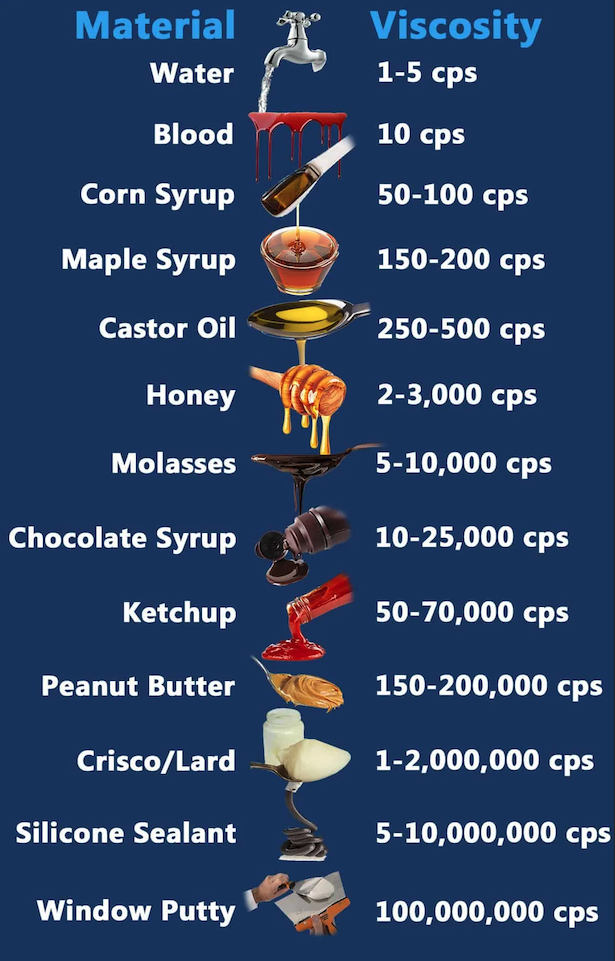 Material Viscosity
Water 1-5 cps
Blood 10 cps
Corn Syrup 50-100 cps
Maple Syrup 150-200 cps
Castor Oil 250-500 cps
Honey 2-3,000 cps
Molasses 5-10,000 cps
Chocolate Syrup 10-25,000 cps
Ketchup 50-70,000 cps
Peanut Butter 150-200,000 cps
Crisco/Lard 1-2,000,000 cps
Silicone Sealant 5-10,000,000 cps
Window Putty 100,000,000 cps